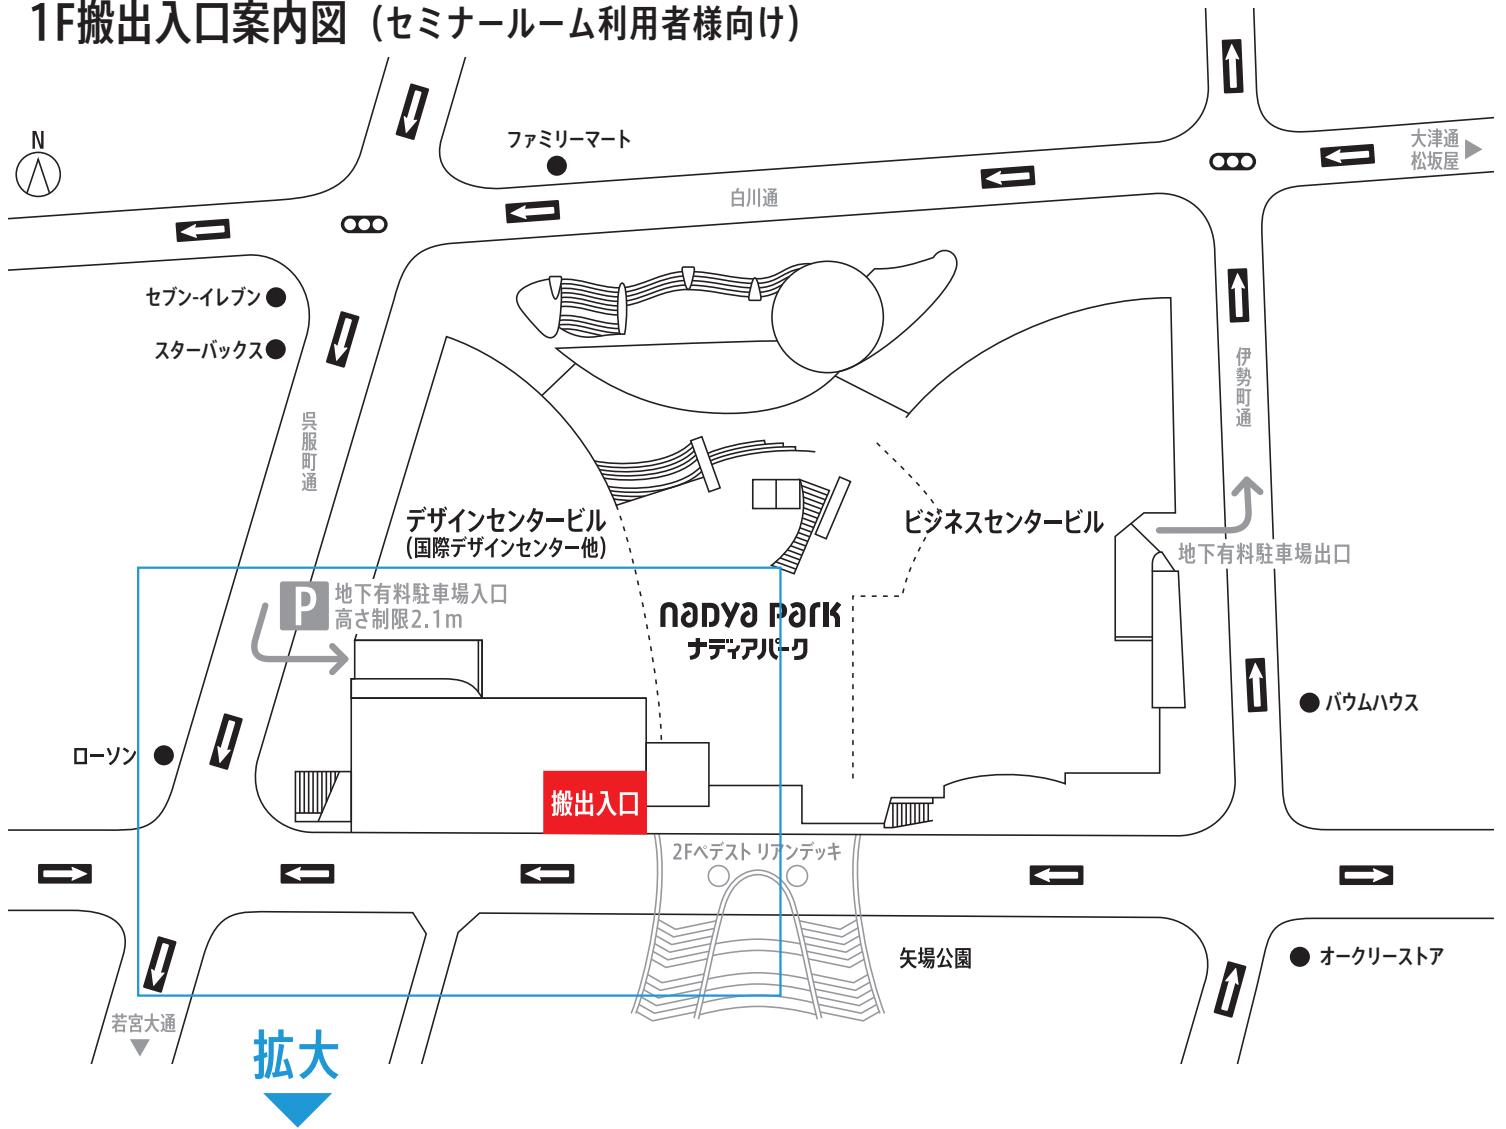 1F搬出入口案内図（セミナールーム利用者様向け）
N
ファミリーマート
大津通
松坂屋
白川通
セブン-イレブン
スターバックス
伊勢町通
呉服町通
デザインセンタービル
(国際デザインセンター他)
ビジネスセンタービル
地下有料駐車場出口
P
地下有料駐車場入口
高さ制限2.1m
NADYA PARK
ナディアパーク
バウムハウス
ローソン
搬出入口
2Fペデストリアンデッキ
矢場公園
オークリーストア
若宮大通
拡大